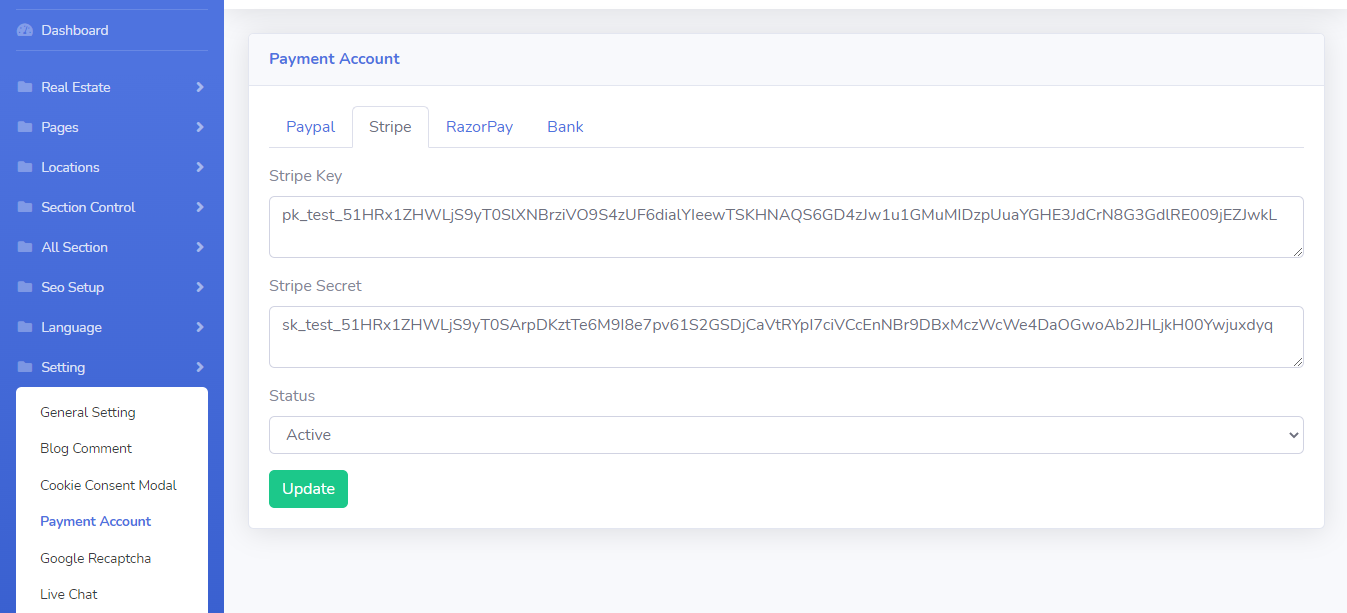 Dashboard
Real Estate
Pages
Locations
Section Control
All Section
Seo Setup
Language
Setting
General Setting
Blog Comment
Cookie Consent Modal
Payment Account
Google Recaptcha
Live Chat
Payment Account
Paypal Stripe RazorPay Bank
Stripe Key
Stripe Secret
Status
Active
Update